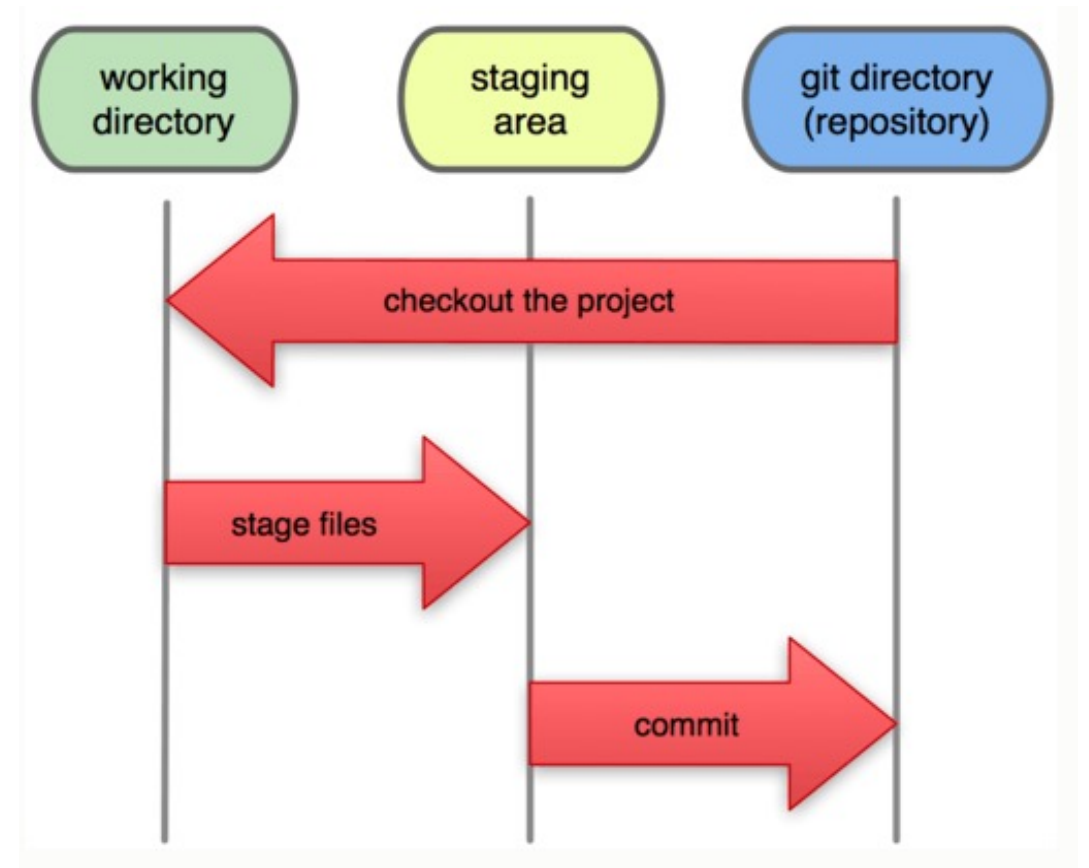 working
directory
staging
area
git directory
(repository)
checkout the project
stage files
commit